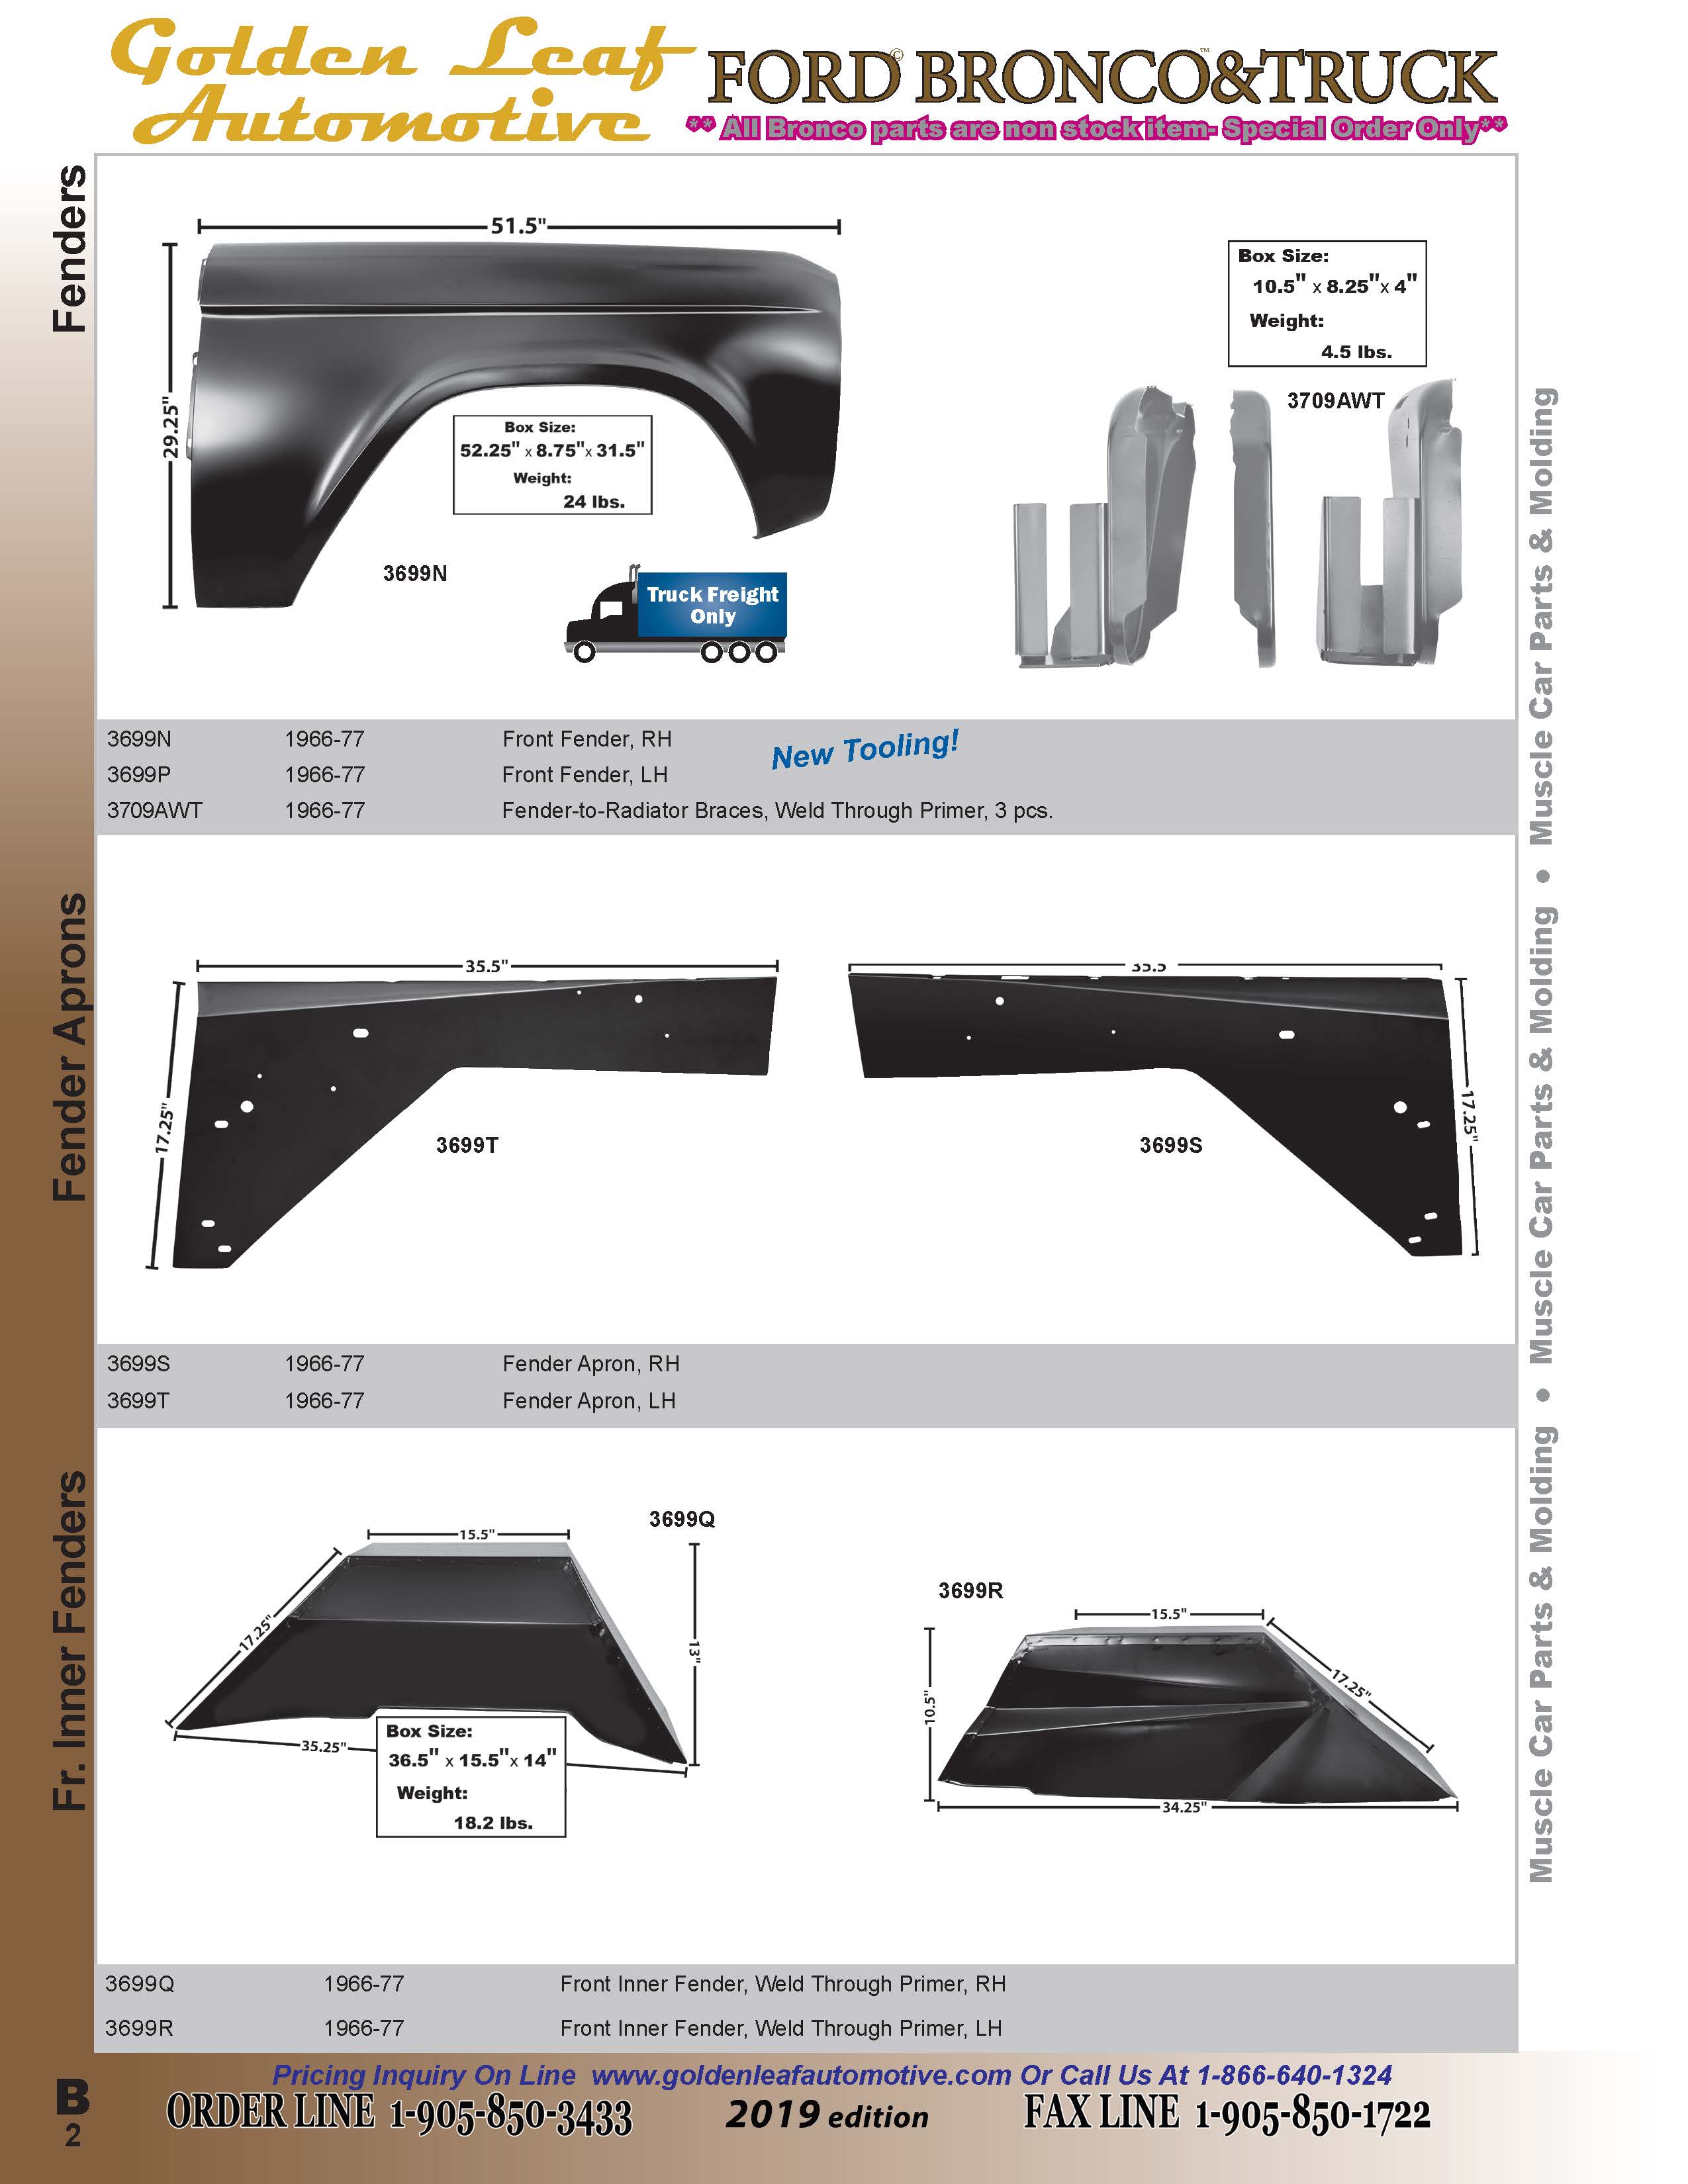 Golden Leaf
Automotive
FORD© BRONCO™&TRUCK
** All Bronco parts are non stock item- Special Order Only**
Fenders
51.5"
29.25"
Box Size:
52.25" x 8.75"x 31.5"
Weight:
24 lbs.
3699N
Truck Freight
Only
Box Size:
10.5" x 8.25"x 4"
Weight:
4.5 lbs.
3709AWT
3699N 1966-77 Front Fender, RH
New Tooling!
3699P 1966-77 Front Fender, LH
3709AWT 1966-77 Fender-to-Radiator Braces, Weld Through Primer, 3 pcs.
Fender Aprons
35.5"
17.25"
3699T
35.5
17.25"
3699S
3699S 1966-77 Fender Apron, RH
3699T 1966-77 Fender Apron, LH
Fr. Inner Fenders
3699Q
15.5"
17.25"
13"
35.25"
Box Size:
36.5" x 15.5"x 14"
Weight:
18.2 lbs.
3699R
15.5"
17.25"
10.5"
34.25"
3699Q 1966-77 Front Inner Fender, Weld Through Primer, RH
3699R 1966-77 Front Inner Fender, Weld Through Primer, LH
Muscle Car Parts & Molding • Muscle Car Parts & Molding • Muscle Car Parts & Molding
Pricing Inquiry On Line www.goldenleafautomotive.com Or Call Us At 1-866-640-1324
B
2
ORDER LINE 1-905-850-3433
2019 edition
FAX LINE 1-905-850-1722